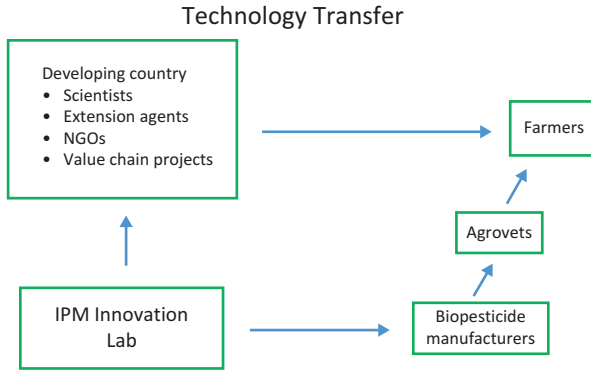 Technology Transfer
Developing country
• Scientists
• Extension agents
• NGOs
• Value chain projects
Farmers
Agrovets
IPM Innovation
Lab
Biopesticide
manufacturers